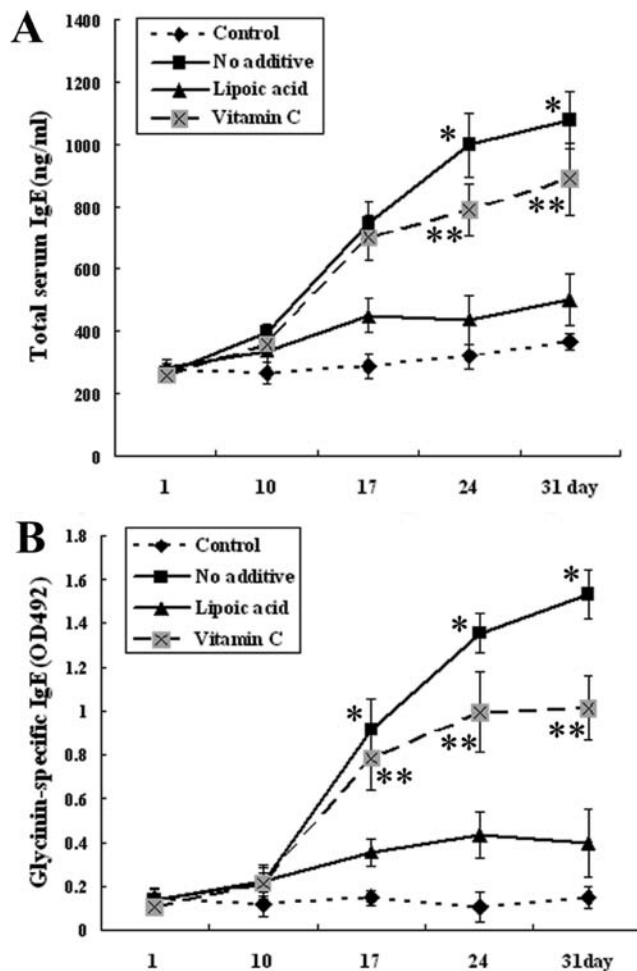 A
Control
No additive
Lipoic acid
Vitamin C
Total serum IgE (ng/ml)
1400
1200
1000
800
600
400
200
0
*
*
**
**
1 10 17 24 31 day
B
Control
No additive
Lipoic acid
Vitamin C
Glycinin-specific IgE (OD492)
1.8
1.6
1.4
1.2
1
0.8
0.6
0.4
0.2
0
*
*
*
**
**
**
1 10 17 24 31day